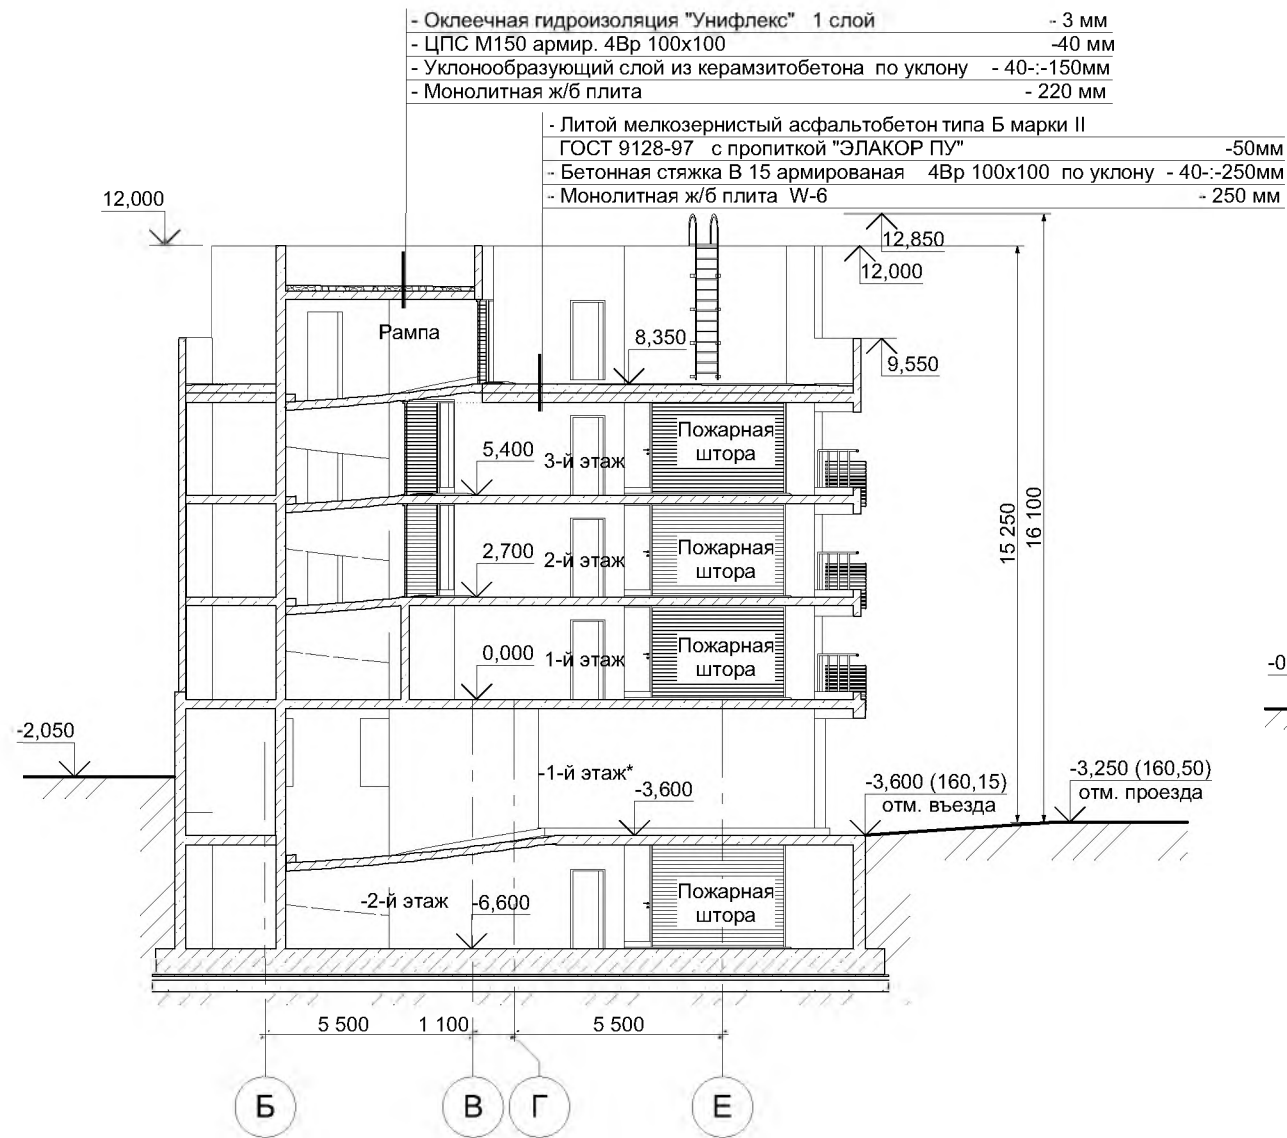 - Оклеечная гидроизоляция "Унифлекс" 1 слой - 3 мм
- ЦПС М150 армир. 4Вр 100х100 -40 мм
- Уклонообразующий слой из керамзитобетона по уклону - 40-:-150мм
- Монолитная ж/б плита - 220 мм
- Литой мелкозернистый асфальтобетон типа Б марки II
ГОСТ 9128-97 с пропиткой "ЭЛАКОР ПУ" -50мм
- Бетонная стяжка В 15 армированая 4Вр 100х100 по уклону - 40-:-250мм
- Монолитная ж/б плита W-6 - 250 мм
12,000
12,850
12,000
Рампа
8,350
9,550
Пожарная
штора
5,400
3-й этаж
15 250
16 100
2,700
2-й этаж
Пожарная
штора
0,000
1-й этаж
Пожарная
штора
-0
-2,050
-1-й этаж*
-3,600
-3,600 (160,15)
отм. въезда
-3,250 (160,50)
отм. проезда
-2-й этаж
-6,600
Пожарная
штора
5 500
1 100
5 500
Б
В
Г
Е